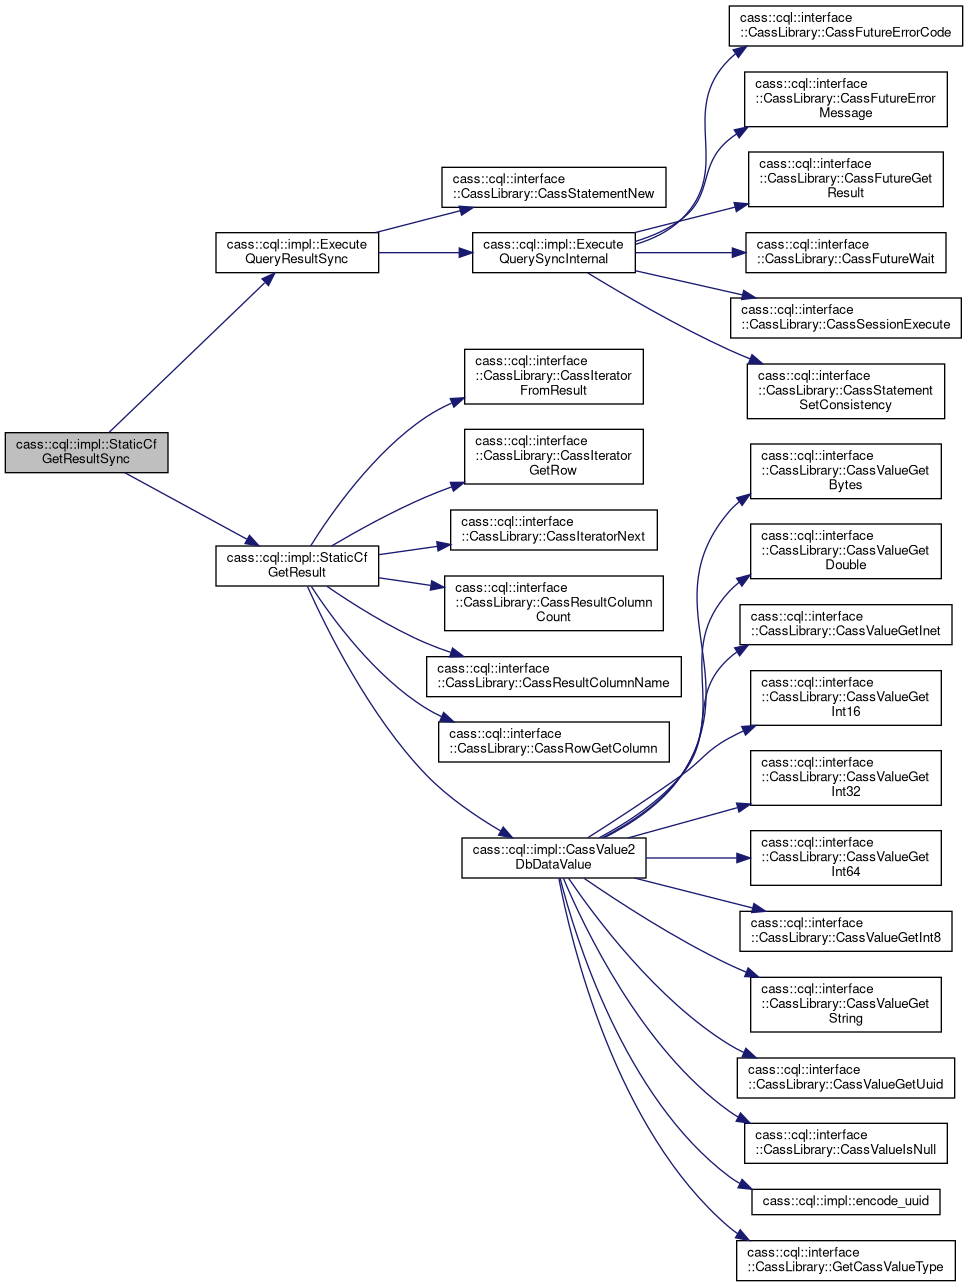 cass::cql::interface
::CassLibrary::CassFutureErrorCode
cass::cql::interface
::CassLibrary::CassFutureError
Message
cass::cql::interface
::CassLibrary::CassFutureGet
Result
cass::cql::interface
::CassLibrary::CassStatementNew
cass::cql::impl::Execute
QueryResultSync
cass::cql::impl::Execute
QuerySyncInternal
cass::cql::interface
::CassLibrary::CassFutureWait
cass::cql::interface
::CassLibrary::CassSessionExecute
cass::cql::interface
::CassLibrary::CassStatement
SetConsistency
cass::cql::interface
::CassLibrary::CassIterator
FromResult
cass::cql::impl::StaticCf
GetResultSync
cass::cql::interface
::CassLibrary::CassIterator
GetRow
cass::cql::interface
::CassLibrary::CassValueGet
Bytes
cass::cql::interface
::CassLibrary::CassIteratorNext
cass::cql::interface
::CassLibrary::CassValueGet
Double
cass::cql::impl::StaticCf
GetResult
cass::cql::interface
::CassLibrary::CassResultColumn
Count
cass::cql::interface
::CassLibrary::CassValueGetInet
cass::cql::interface
::CassLibrary::CassResultColumnName
cass::cql::interface
::CassLibrary::CassValueGet
Int16
cass::cql::interface
::CassLibrary::CassRowGetColumn
cass::cql::interface
::CassLibrary::CassValueGet
Int32
cass::cql::impl::CassValue2
DbDataValue
cass::cql::interface
::CassLibrary::CassValueGet
Int64
cass::cql::interface
::CassLibrary::CassValueGetInt8
cass::cql::interface
::CassLibrary::CassValueGet
String
cass::cql::interface
::CassLibrary::CassValueGetUuid
cass::cql::interface
::CassLibrary::CassValueIsNull
cass::cql::impl::encode_uuid
cass::cql::interface
::CassLibrary::GetCassValueType